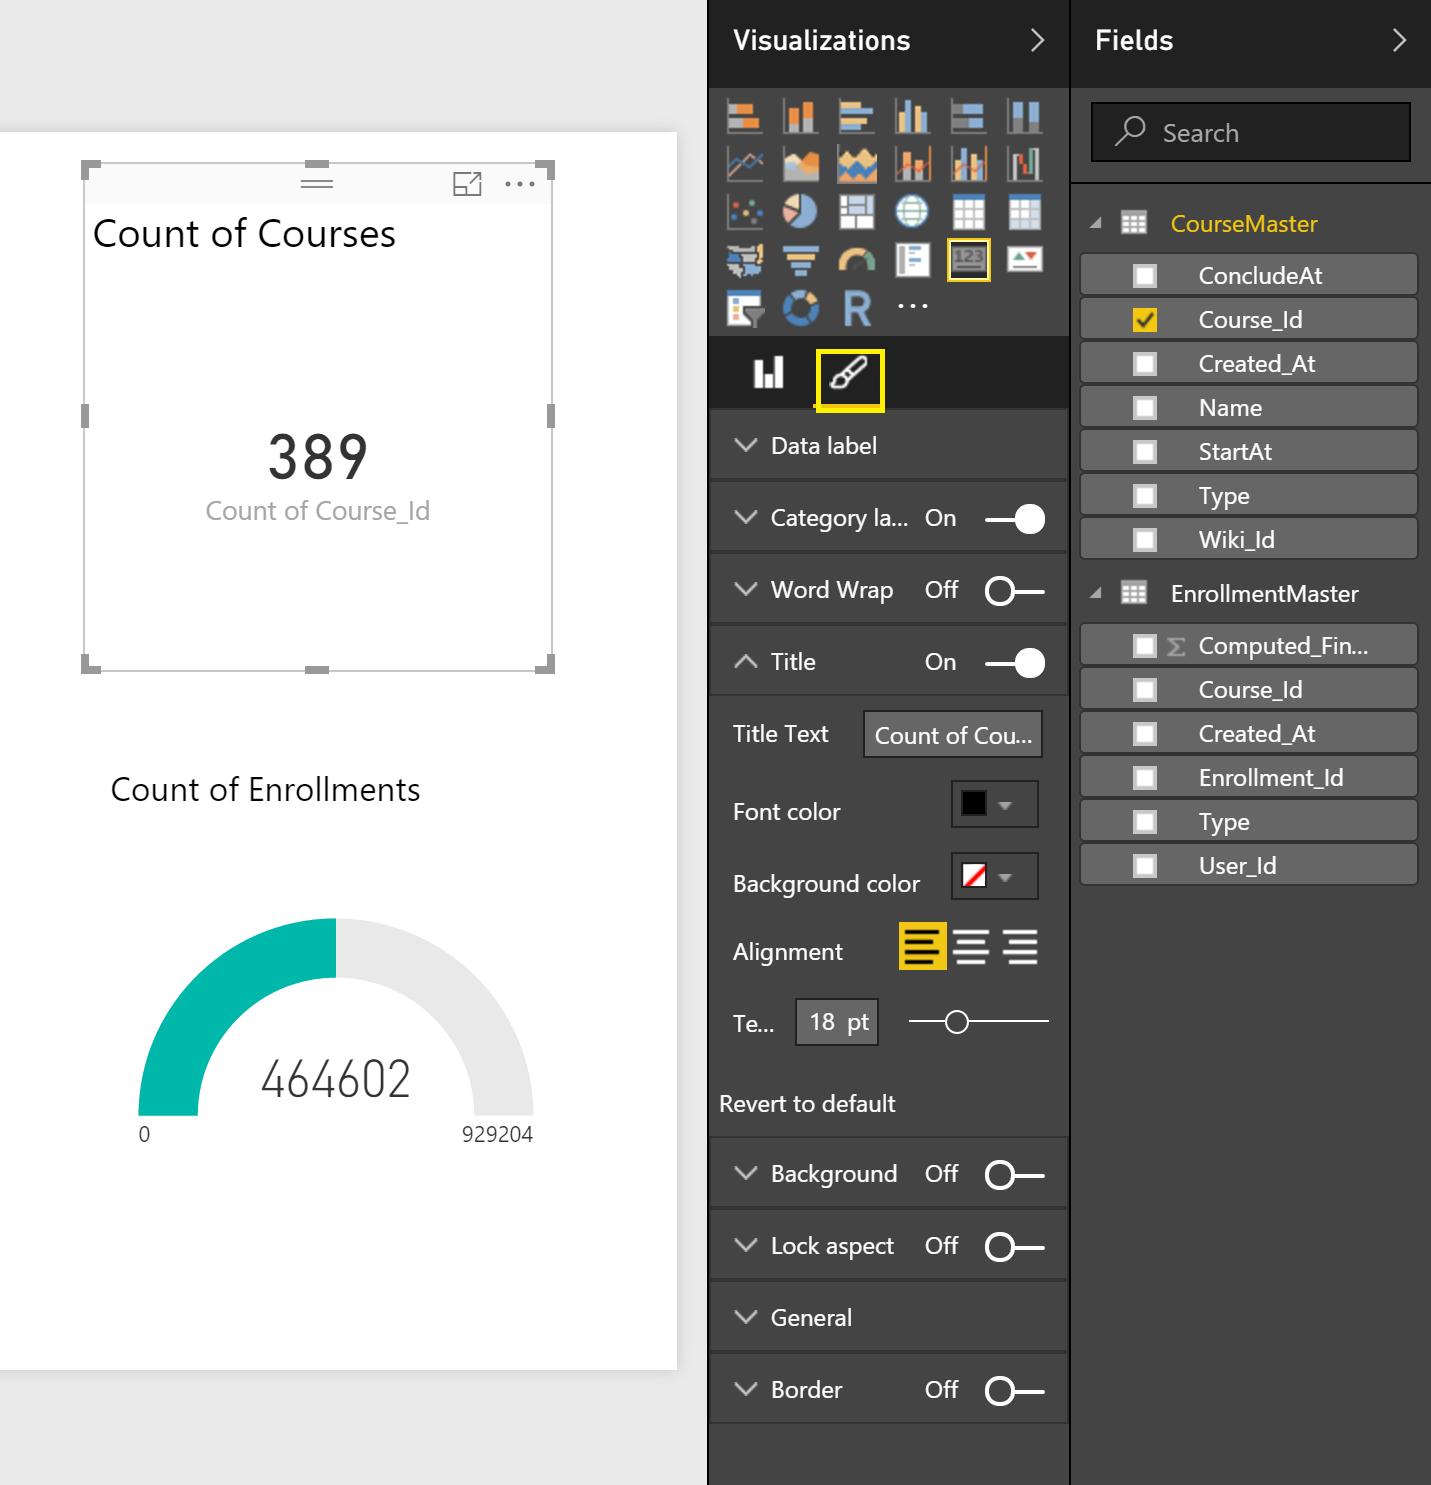 Count of Courses
389
Count of Course_Id
Count of Enrollments
464602
0
929204
Visualizations
123
R
...
Data label
Category la... On
Word Wrap Off
Title On
Title Text Count of Cou...
Font color
Background color
Alignment
Te... 18 pt
Revert to default
Background Off
Lock aspect Off
General
Border Off
Fields
Search
CourseMaster
ConcludeAt
Course_Id
Created_At
Name
StartAt
Type
Wiki_Id
EnrollmentMaster
Σ Computed_Fin...
Course_Id
Created_At
Enrollment_Id
Type
User_Id